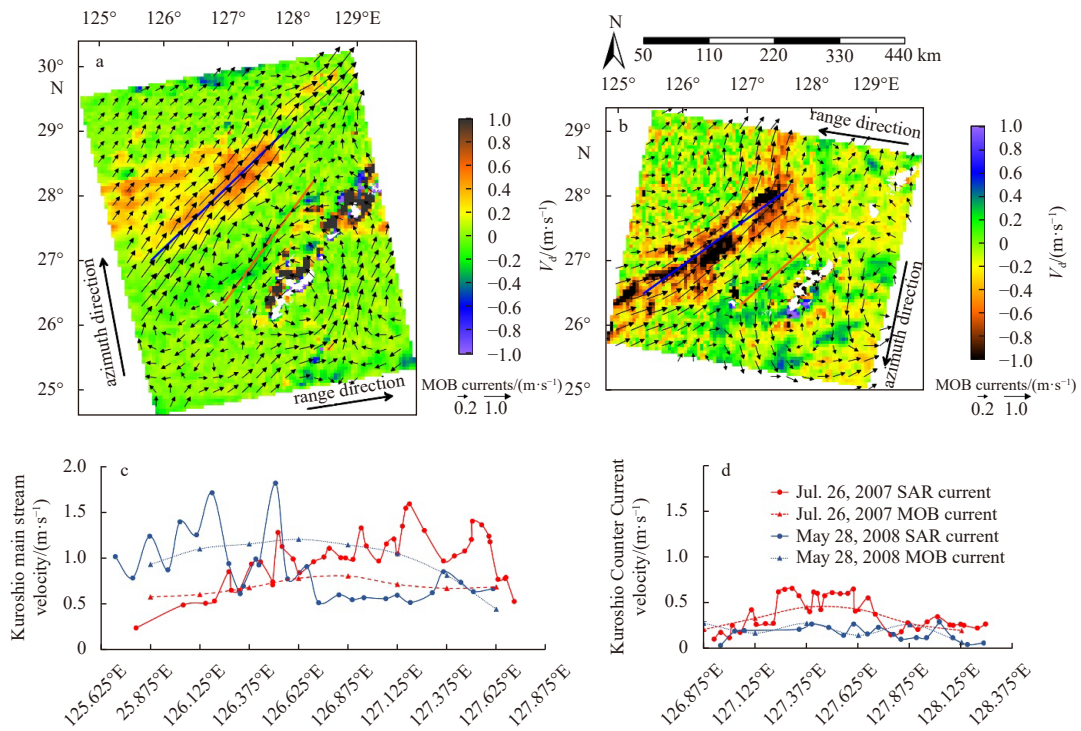 125° 126° 127° 128° 129°E
30°
N
29°
28°
27°
26°
25°
a
azimuth direction
range direction
1.0
0.8
0.6
0.4
0.2
0
−0.2
−0.4
−0.6
−0.8
−1.0
Vd/(m·s−1)
MOB currents/(m·s−1)
0.2 1.0
N
50 110 220 330 440 km
125° 126° 127° 128° 129°E
29°
N
28°
27°
26°
25°
b
range direction
azimuth direction
1.0
0.8
0.6
0.4
0.2
0
−0.2
−0.4
−0.6
−0.8
−1.0
Vd/(m·s−1)
MOB currents/(m·s−1)
0.2 1.0
Kuroshio main stream
velocity/(m·s−1)
2.0
1.5
1.0
0.5
0
c
125.625°E
25.875°E
126.125°E
126.375°E
126.625°E
126.875°E
127.125°E
127.375°E
127.625°E
127.875°E
Kuroshio Counter Current
velocity/(m·s−1)
1.5
1.0
0.5
0
d
Jul. 26, 2007 SAR current
Jul. 26, 2007 MOB current
May 28, 2008 SAR current
May 28, 2008 MOB current
126.875°E
127.125°E
127.375°E
127.625°E
127.875°E
128.125°E
128.375°E